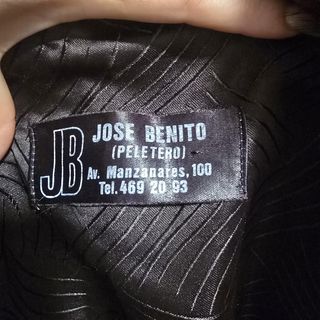 JB
JOSE BENITO
(PELETERO)
Av. Manzanares, 100
Tel. 469 20 93